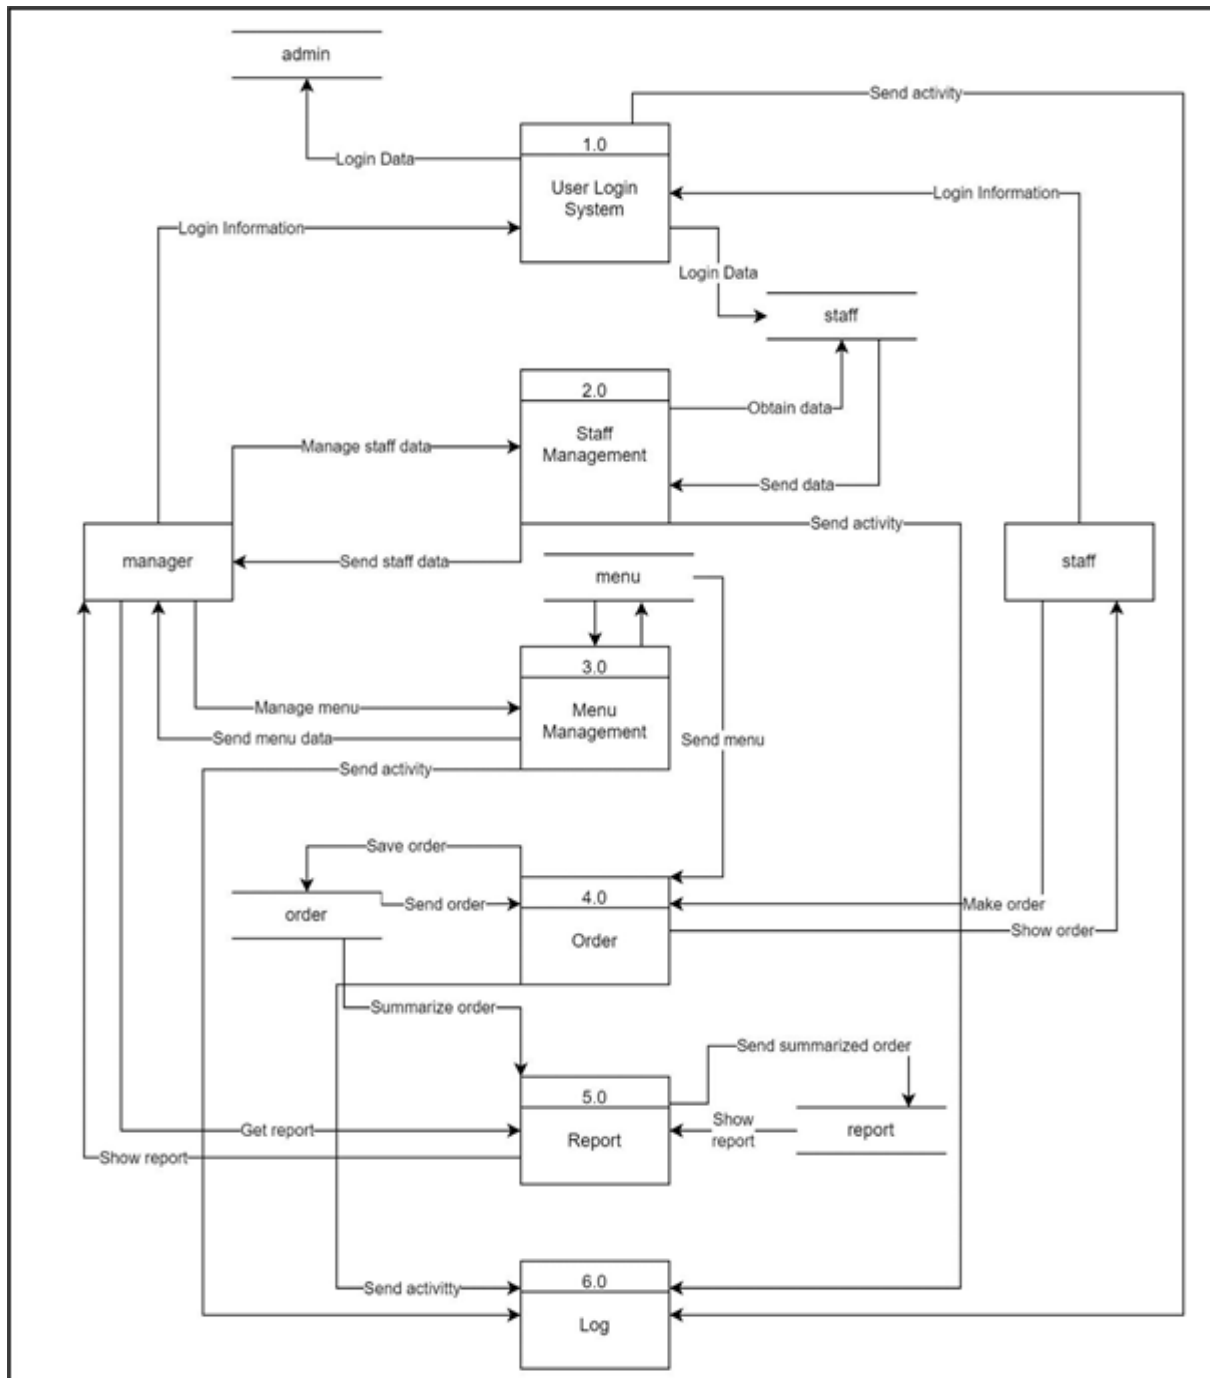 admin
Send activity
1.0
Login Data
User Login
System
Login Information
Login Information
Login Data
staff
2.0
Obtain data
Staff
Management
Manage staff data
Send data
Send activity
manager
Send staff data
menu
staff
3.0
Manage menu
Menu
Management
Send menu data
Send menu
Send activity
Save order
4.0
Send order
Make order
order
Order
Show order
Summarize order
Send summarized order
5.0
Get report
Report
Show
report
report
Show report
6.0
Send activitty
Log